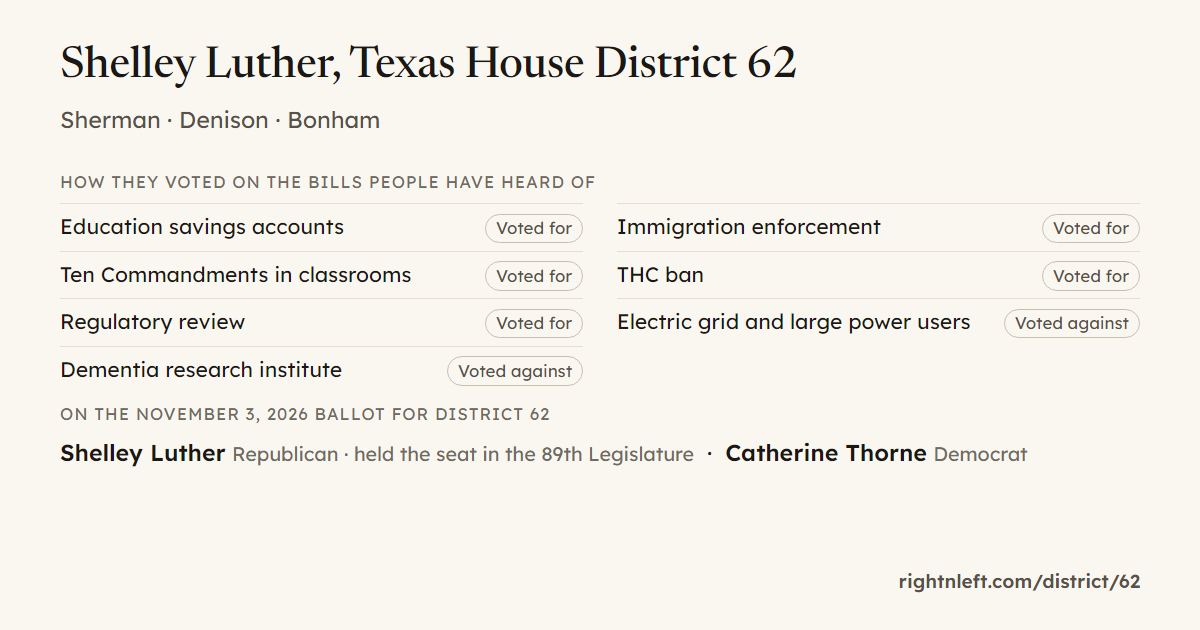 Shelley Luther, Texas House District 62
Sherman · Denison · Bonham
HOW THEY VOTED ON THE BILLS PEOPLE HAVE HEARD OF
Education savings accounts Voted for
Ten Commandments in classrooms Voted for
Regulatory review Voted for
Dementia research institute Voted against
Immigration enforcement Voted for
THC ban Voted for
Electric grid and large power users Voted against
ON THE NOVEMBER 3, 2026 BALLOT FOR DISTRICT 62
Shelley Luther Republican · held the seat in the 89th Legislature · Catherine Thorne Democrat
rightnleft.com/district/62